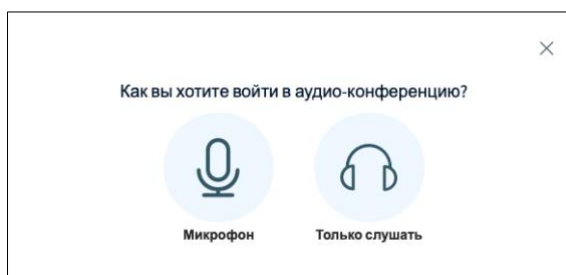 Как вы хотите войти в аудио-конференцию?
Микрофон
Только слушать